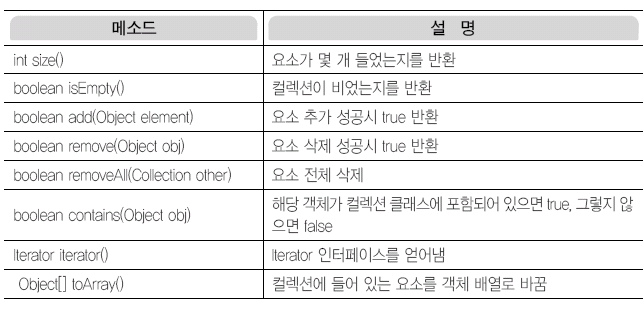 메소드 설 명
int size() 요소가 몇 개 들었는지를 반환
boolean isEmpty() 컬렉션이 비었는지를 반환
boolean add(Object element) 요소 추가 성공시 true 반환
boolean remove(Object obj) 요소 삭제 성공시 true 반환
boolean removeAll(Collection other) 요소 전체 삭제
boolean contains(Object obj) 해당 객체가 컬렉션 클래스에 포함되어 있으면 true, 그렇지 않
으면 false
Iterator iterator() Iterator 인터페이스를 얻어냄
Object[] toArray() 컬렉션에 들어 있는 요소를 객체 배열로 바꿈